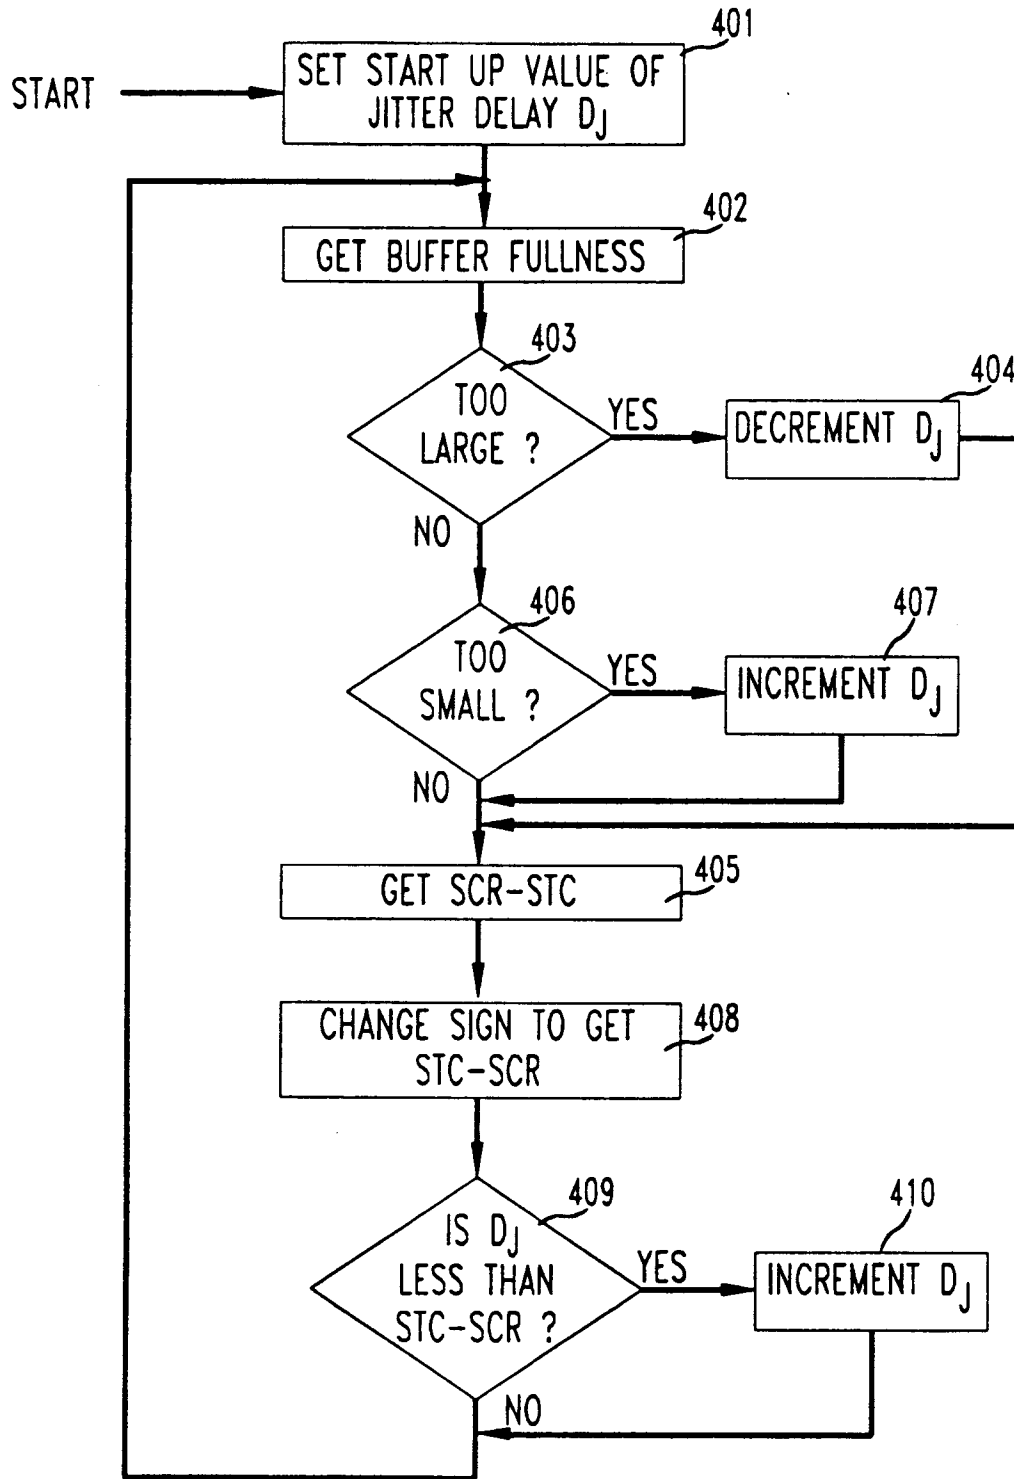 401
START
SET START UP VALUE OF
JITTER DELAY DJ
402
GET BUFFER FULLNESS
403
TOO
LARGE ?
YES
404
DECREMENT DJ
NO
406
TOO
SMALL ?
YES
407
INCREMENT DJ
NO
405
GET SCR-STC
CHANGE SIGN TO GET
STC-SCR
408
409
IS DJ
LESS THAN
STC-SCR ?
YES
410
INCREMENT DJ
NO